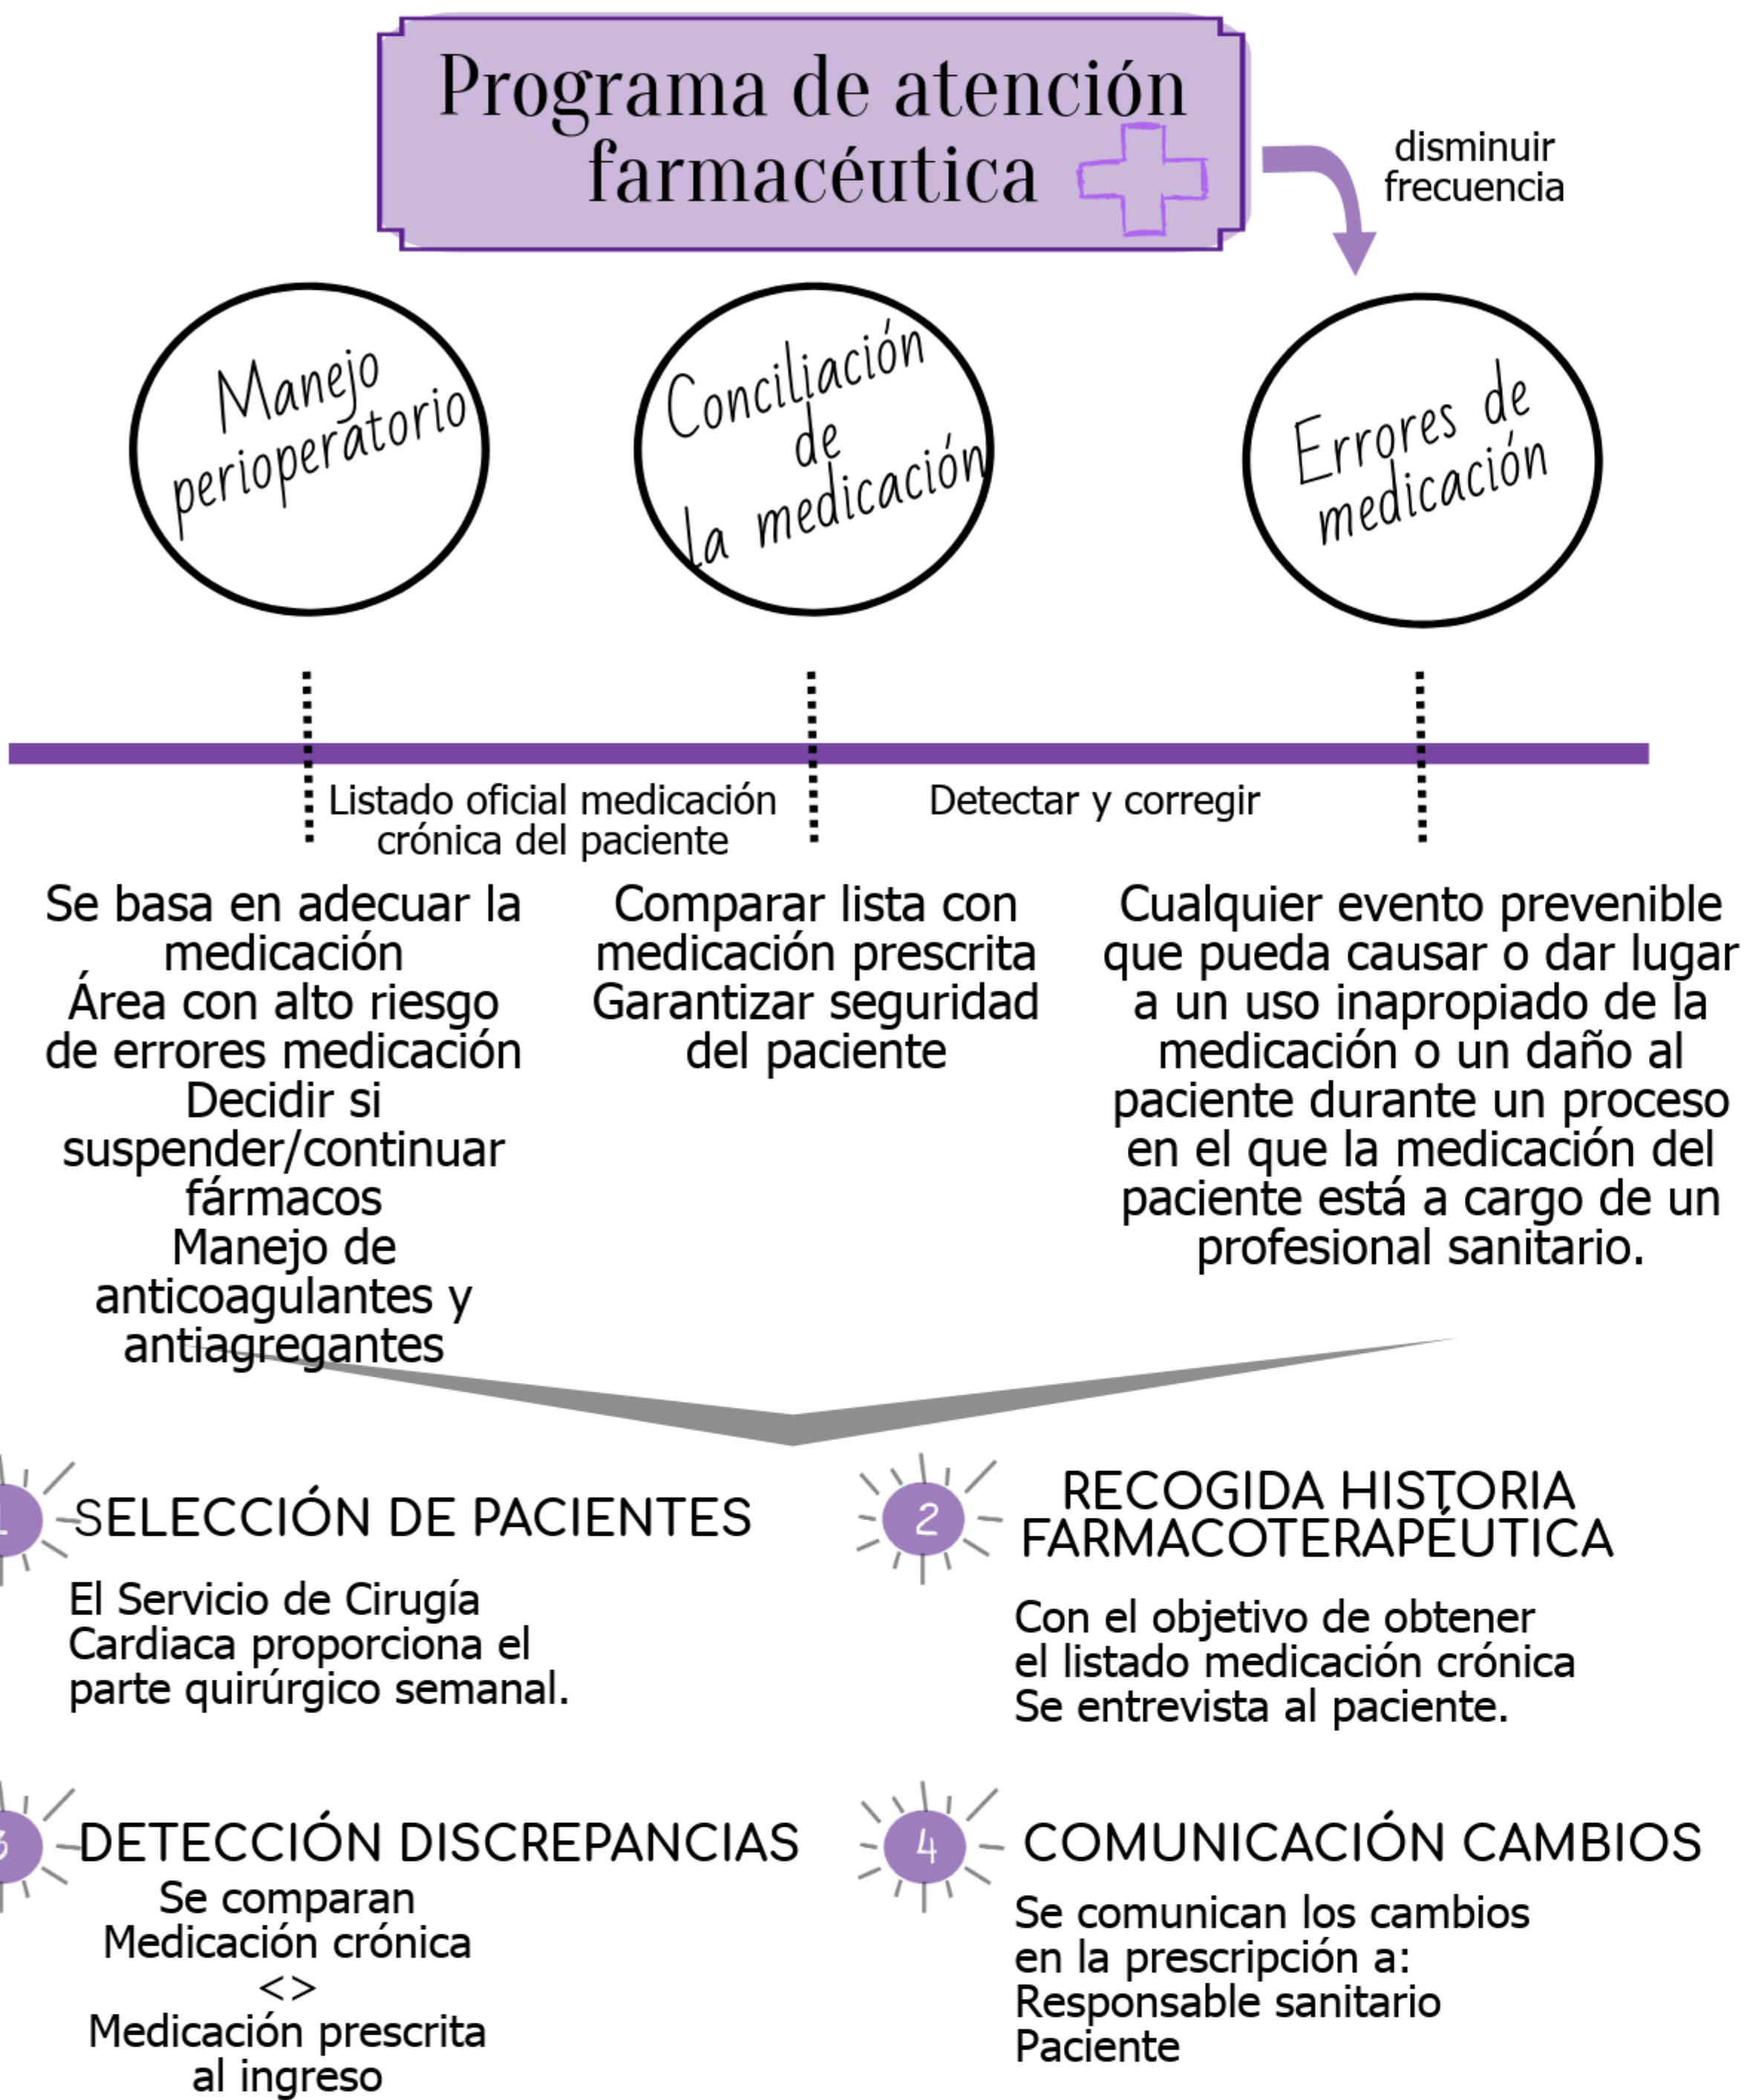 Programa de atención
farmacéutica
disminuir
frecuencia
Manejo
perioperatorio
Conciliación
de
la medicación
Errores de
medicación
Listado oficial medicación
crónica del paciente
Detectar y corregir
Se basa en adecuar la
medicación
Área con alto riesgo
de errores medicación
Decidir si
suspender/continuar
fármacos
Manejo de
anticoagulantes y
antiagregantes
Comparar lista con
medicación prescrita
Garantizar seguridad
del paciente
Cualquier evento prevenible
que pueda causar o dar lugar
a un uso inapropiado de la
medicación o un daño al
paciente durante un proceso
en el que la medicación del
paciente está a cargo de un
profesional sanitario.
1
SELECCIÓN DE PACIENTES
El Servicio de Cirugía
Cardiaca proporciona el
parte quirúrgico semanal.
2
RECOGIDA HISTORIA
FARMACOTERAPÉUTICA
Con el objetivo de obtener
el listado medicación crónica
Se entrevista al paciente.
3
DETECCIÓN DISCREPANCIAS
Se comparan
Medicación crónica
<>
Medicación prescrita
al ingreso
4
COMUNICACIÓN CAMBIOS
Se comunican los cambios
en la prescripción a:
Responsable sanitario
Paciente